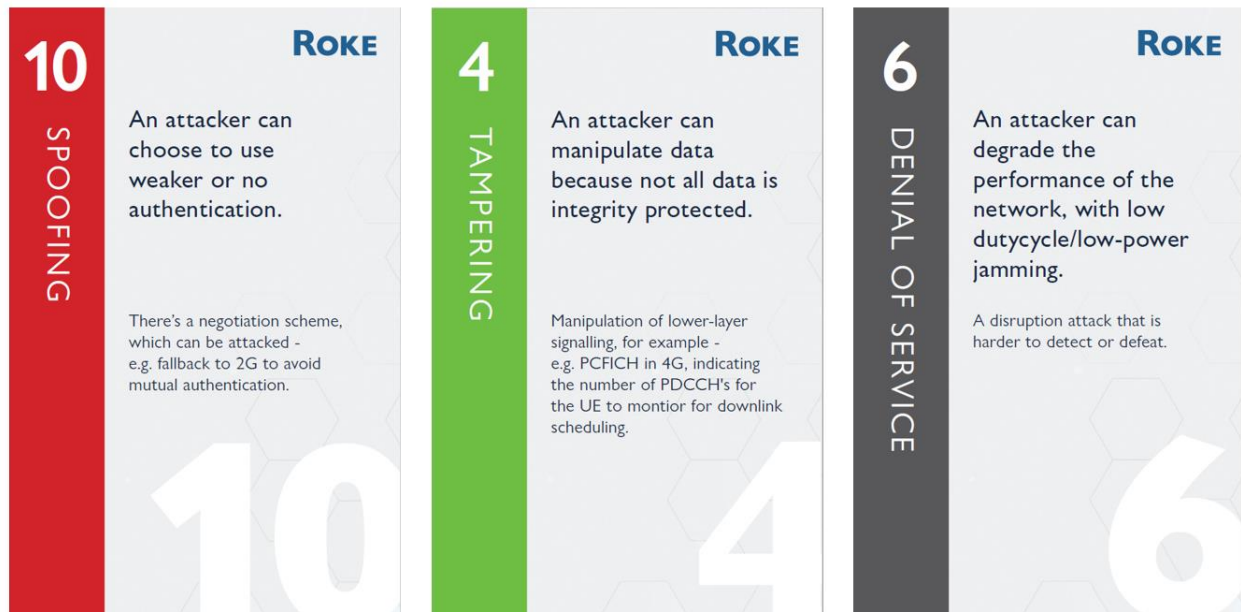 10
SPOOFING
ROKE
An attacker can
choose to use
weaker or no
authentication.
There's a negotiation scheme,
which can be attacked -
e.g. fallback to 2G to avoid
mutual authentication.
10
4
TAMPERING
ROKE
An attacker can
manipulate data
because not all data is
integrity protected.
Manipulation of lower-layer
signalling, for example -
e.g. PCFICH in 4G, indicating
the number of PDCCH's for
the UE to montior for downlink
scheduling.
4
6
DENIAL OF SERVICE
ROKE
An attacker can
degrade the
performance of the
network, with low
dutycycle/low-power
jamming.
A disruption attack that is
harder to detect or defeat.
6